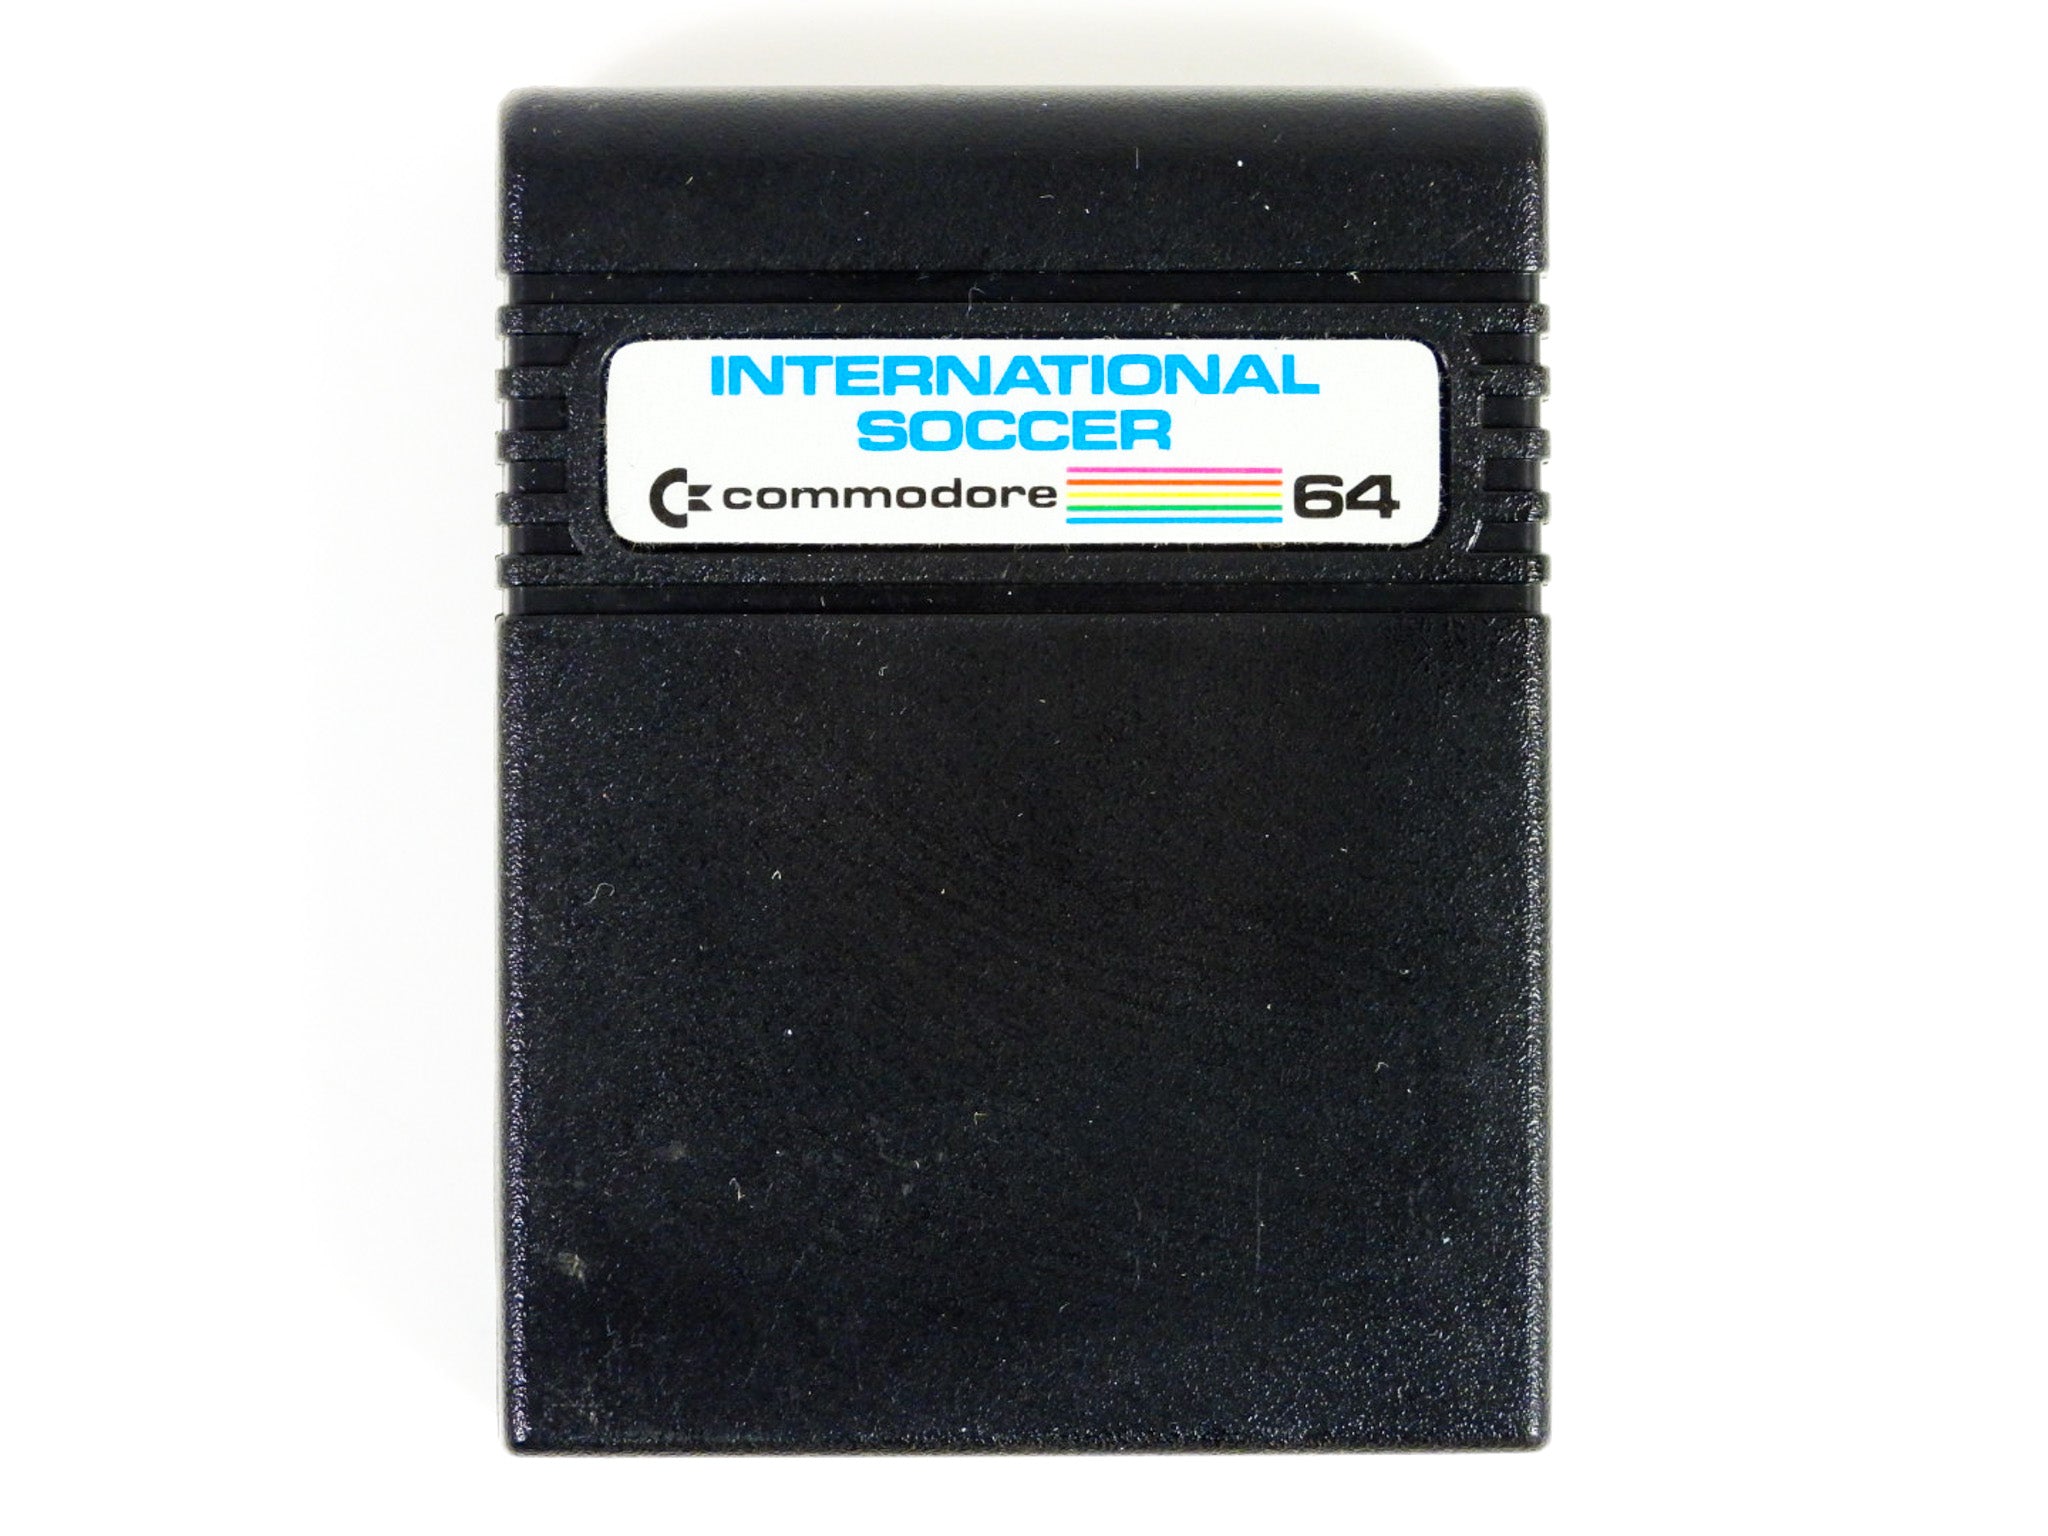 INTERNATIONAL
SOCCER
commodore 64